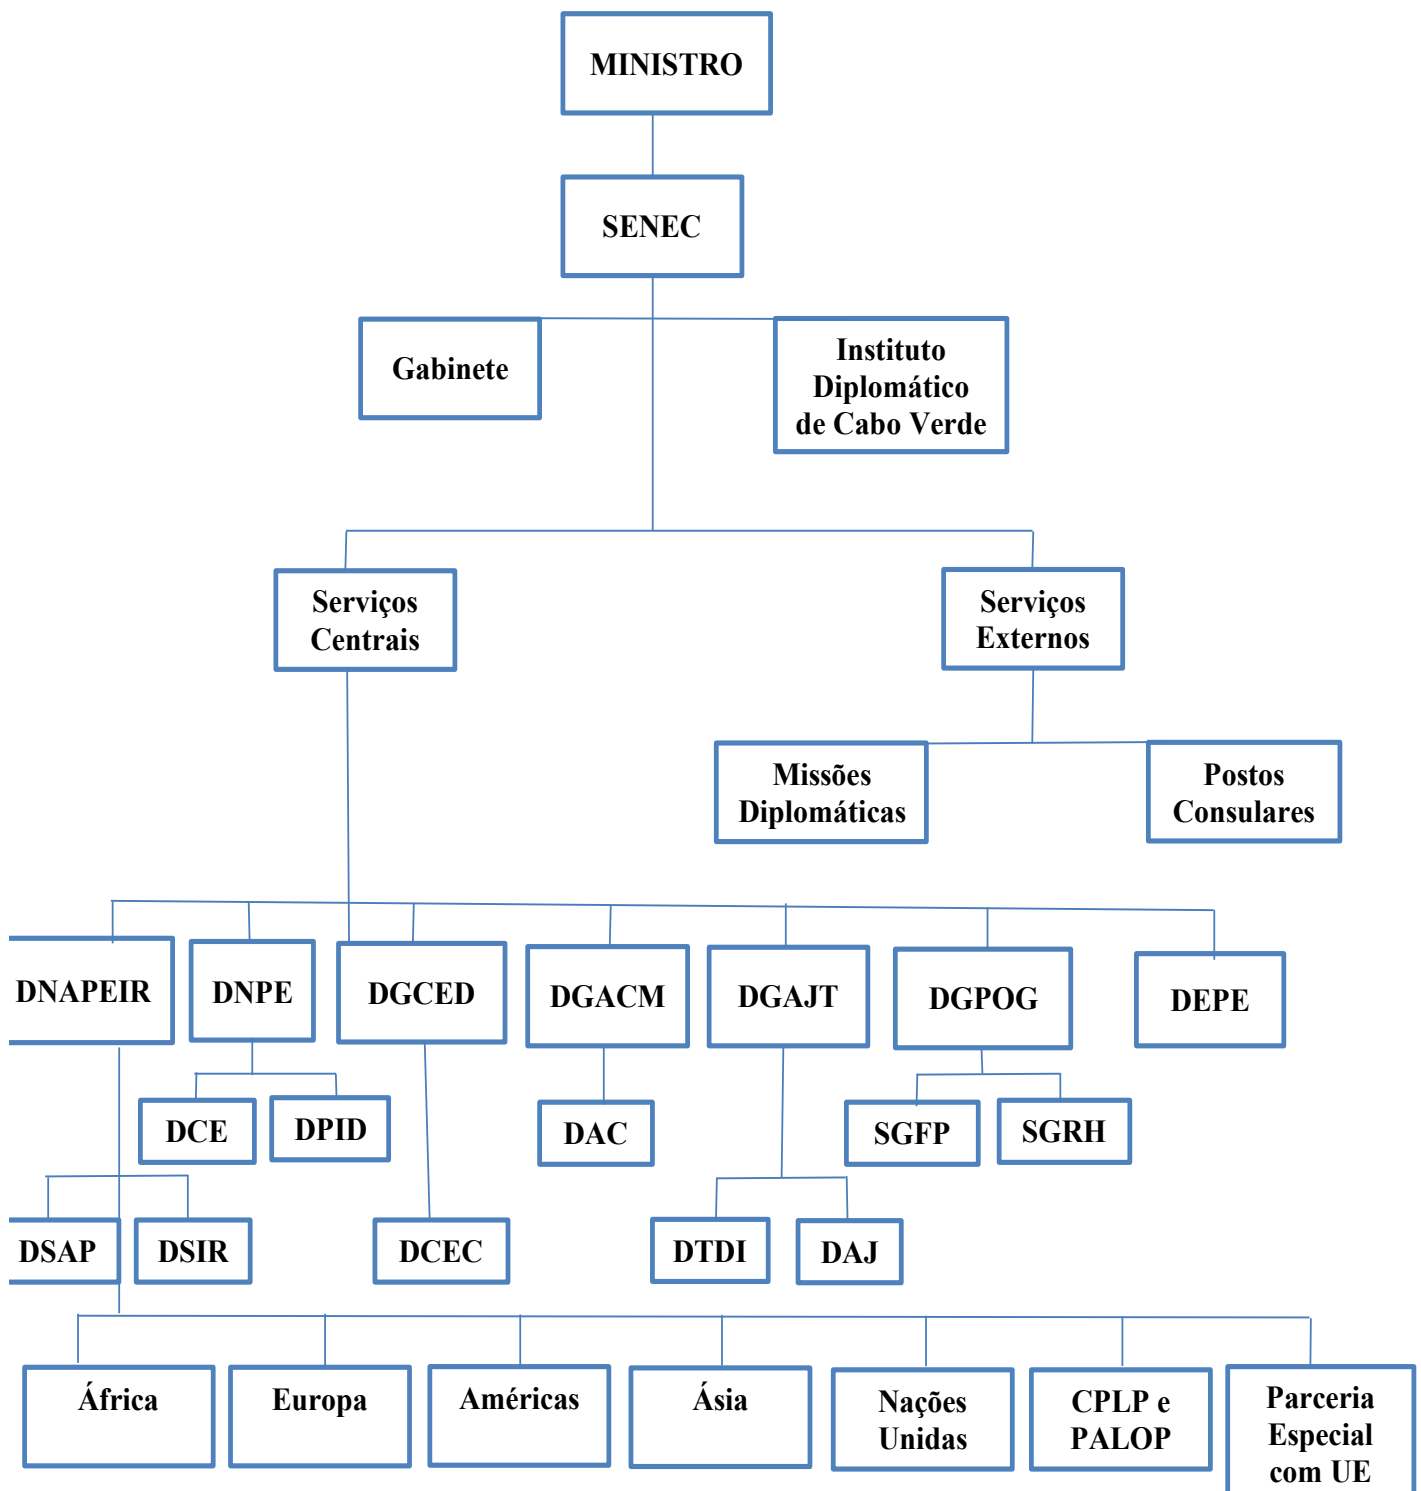 MINISTRO
SENEC
Gabinete
Instituto
Diplomático
de Cabo Verde
Serviços
Centrais
Serviços
Externos
Missões
Diplomáticas
Postos
Consulares
DNAPEIR
DNPE
DGCED
DGACM
DGAJT
DGPOG
DEPE
DCE
DPID
DAC
SGFP
SGRH
DSAP
DSIR
DCEC
DTDI
DAJ
África
Europa
Américas
Ásia
Nações
Unidas
CPLP e
PALOP
Parceria
Especial
com UE